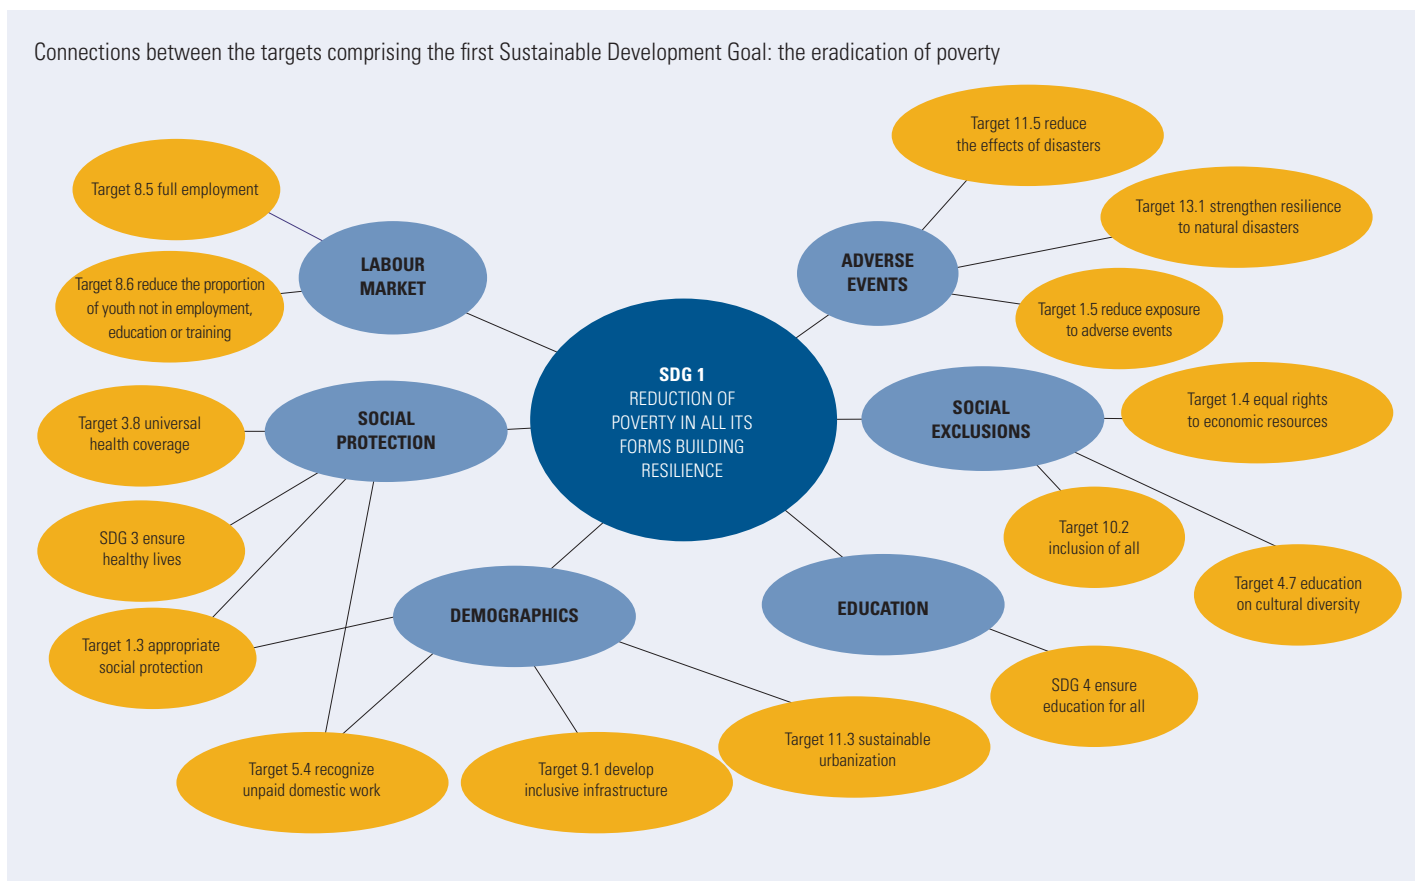 Connections between the targets comprising the first Sustainable Development Goal: the eradication of poverty
Target 11.5 reduce
the effects of disasters
Target 8.5 full employment
Target 13.1 strengthen resilience
to natural disasters
LABOUR
MARKET
ADVERSE
EVENTS
Target 8.6 reduce the proportion
of youth not in employment,
education or training
Target 1.5 reduce exposure
to adverse events
SDG 1
REDUCTION OF
POVERTY IN ALL ITS
FORMS BUILDING
RESILIENCE
Target 3.8 universal
health coverage
SOCIAL
PROTECTION
SOCIAL
EXCLUSIONS
Target 1.4 equal rights
to economic resources
SDG 3 ensure
healthy lives
Target 10.2
inclusion of all
Target 4.7 education
on cultural diversity
DEMOGRAPHICS
EDUCATION
Target 1.3 appropriate
social protection
SDG 4 ensure
education for all
Target 5.4 recognize
unpaid domestic work
Target 9.1 develop
inclusive infrastructure
Target 11.3 sustainable
urbanization